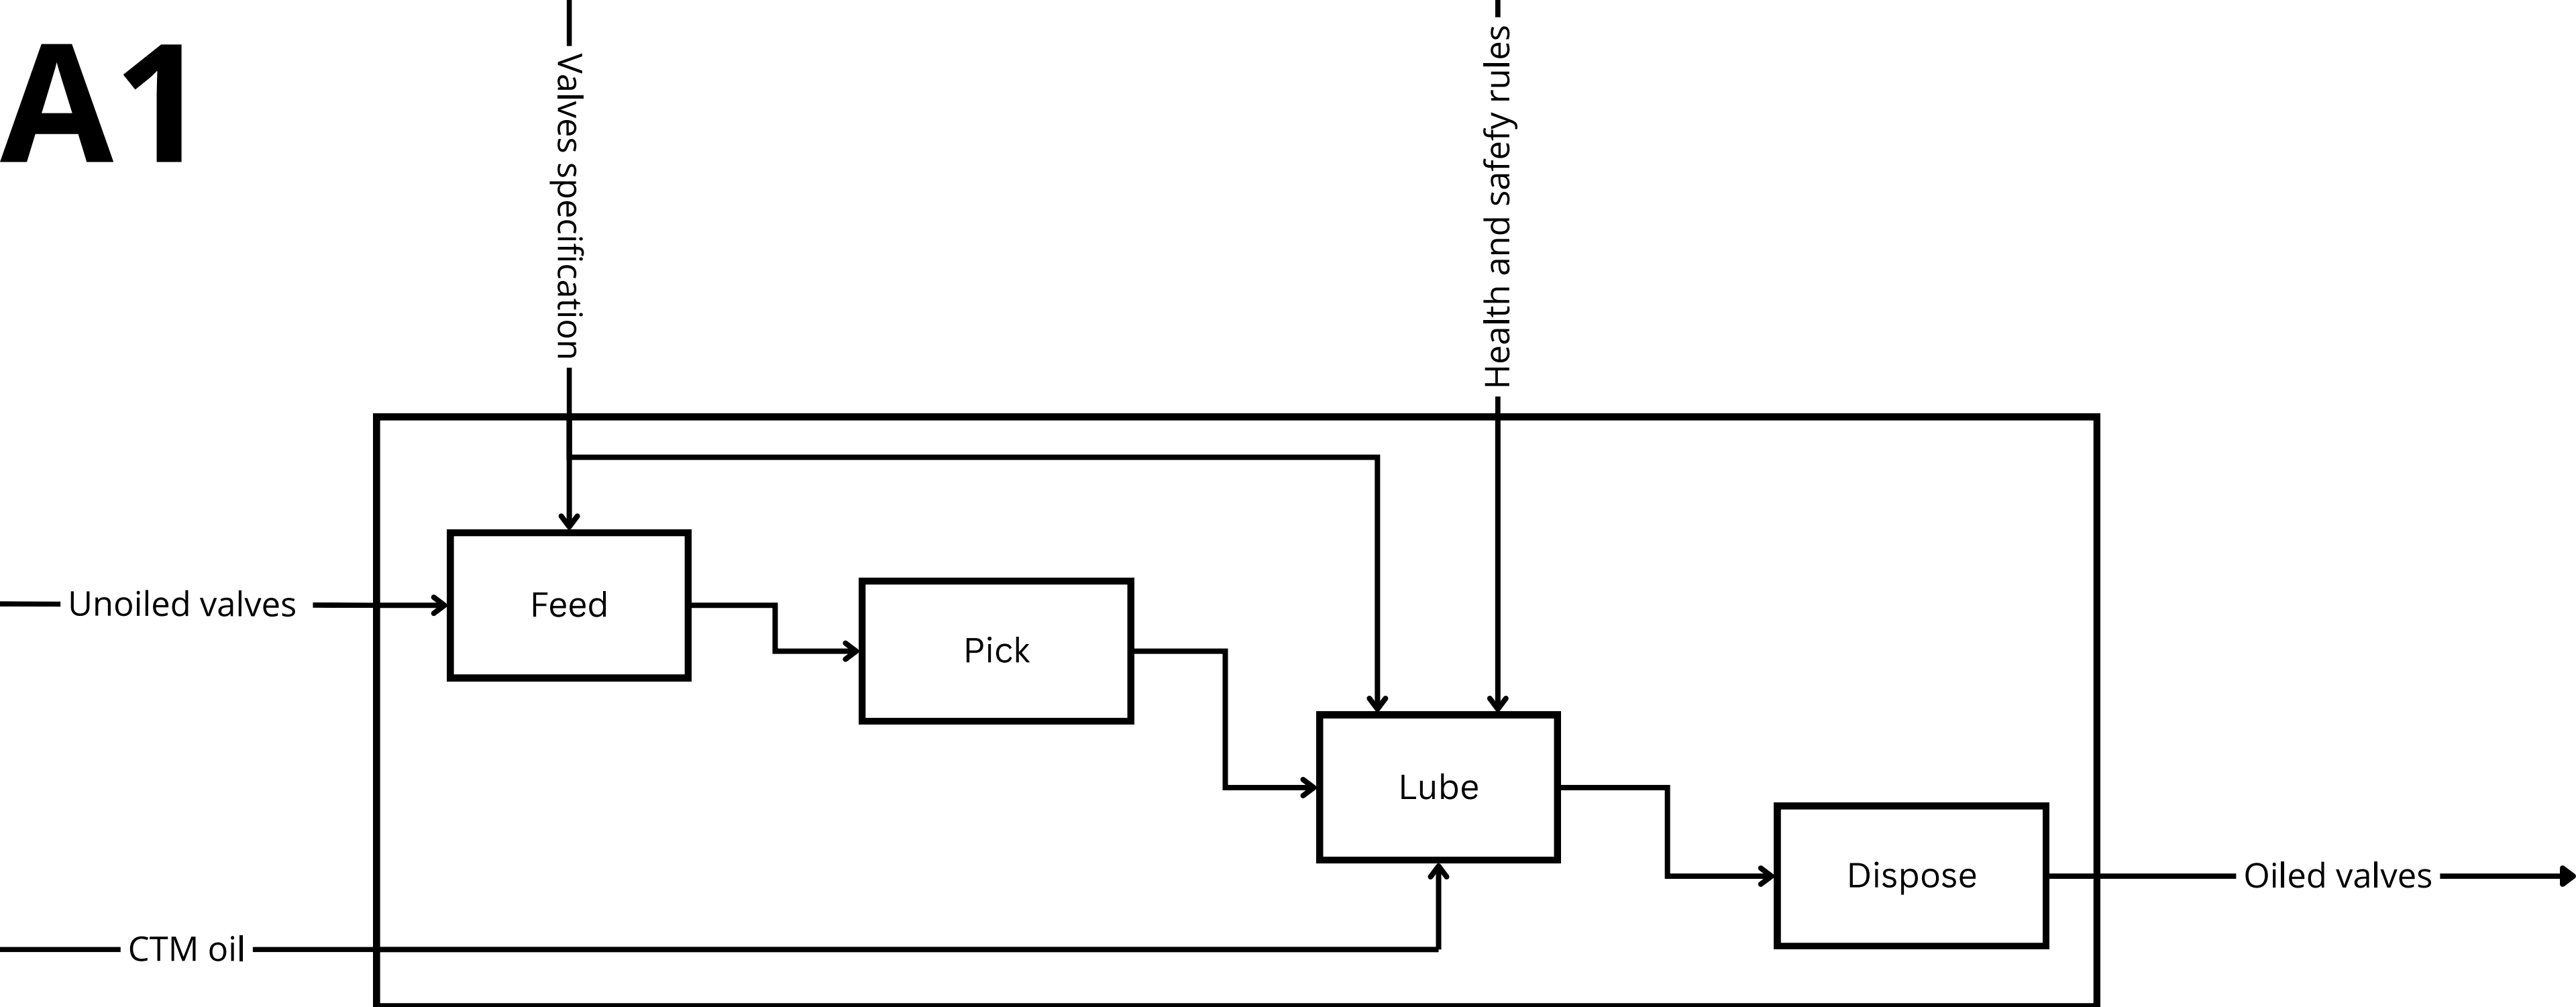 A1
Valves specification
Health and safefy rules
Unoiled valves
Feed
Pick
Lube
Dispose
Oiled valves
CTM oil